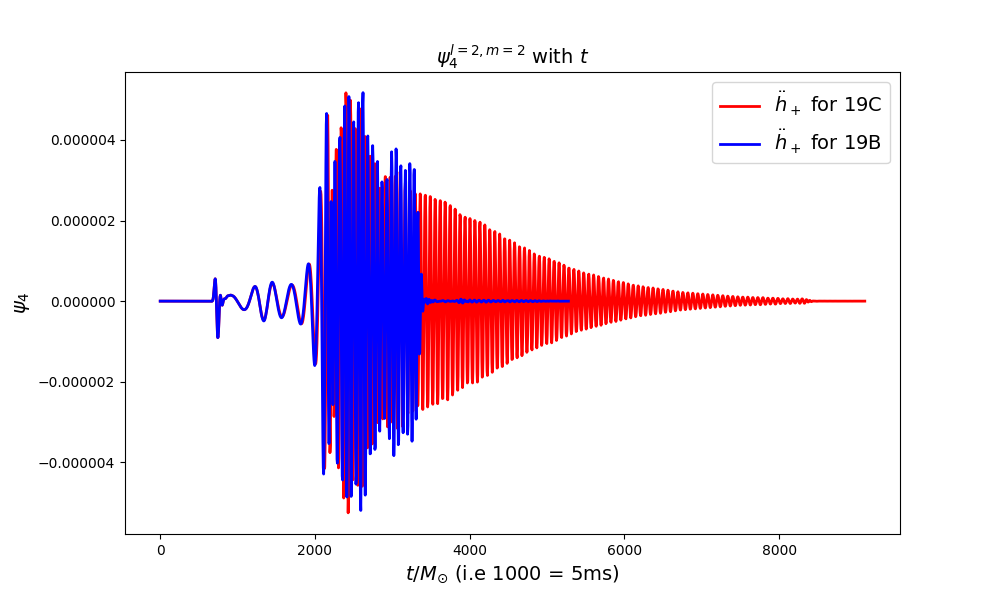 ψ₄^{l=2, m=2} with t
ḧ₊ for 19C
ḧ₊ for 19B
ψ₄
0.000004
0.000002
0.000000
−0.000002
−0.000004
0 2000 4000 6000 8000
t/M⊙ (i.e 1000 = 5ms)